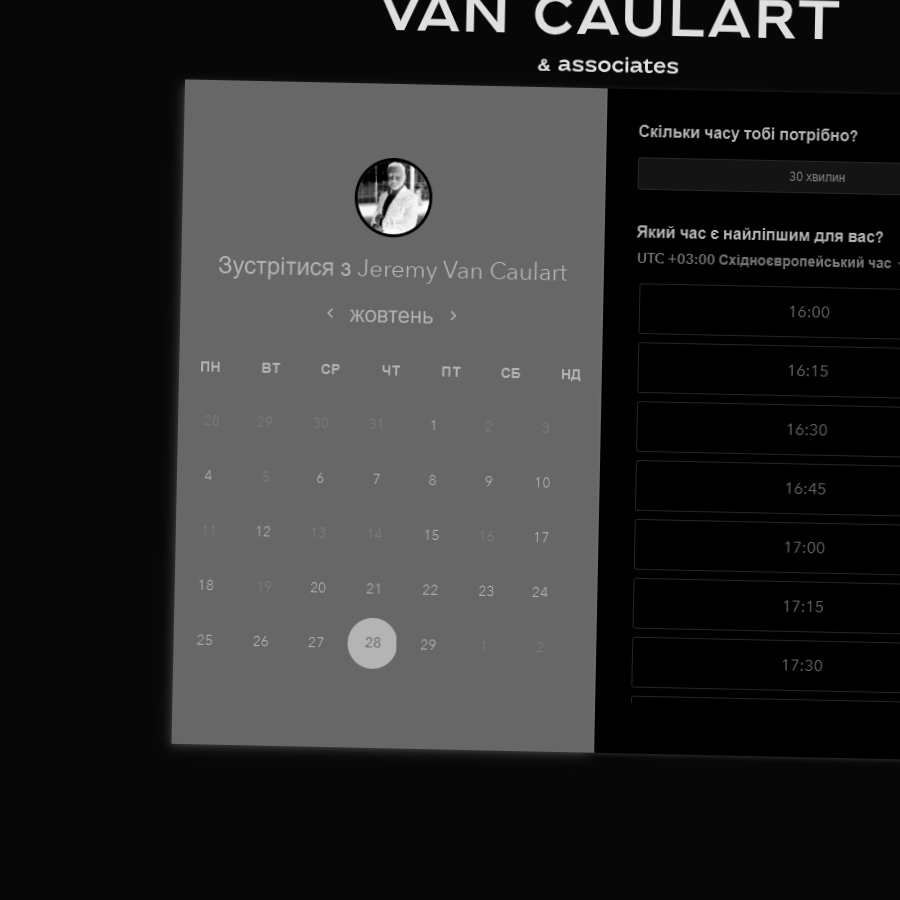 VAN CAULART
& associates
Зустрітися з Jeremy Van Caulart
‹ жовтень ›
ПН ВТ СР ЧТ ПТ СБ НД
28 29 30 31 1 2 3
4 5 6 7 8 9 10
11 12 13 14 15 16 17
18 19 20 21 22 23 24
25 26 27 28 29 1 2
Скільки часу тобі потрібно?
30 хвилин
Який час є найліпшим для вас?
UTC +03:00 Східноєвропейський час
16:00
16:15
16:30
16:45
17:00
17:15
17:30